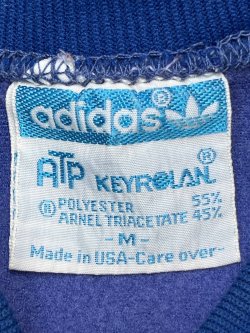 adidas®
ATP KEYROLAN®
® POLYESTER 55%
ARNEL TRIACETATE 45%
-M-
Made in USA-Care over-